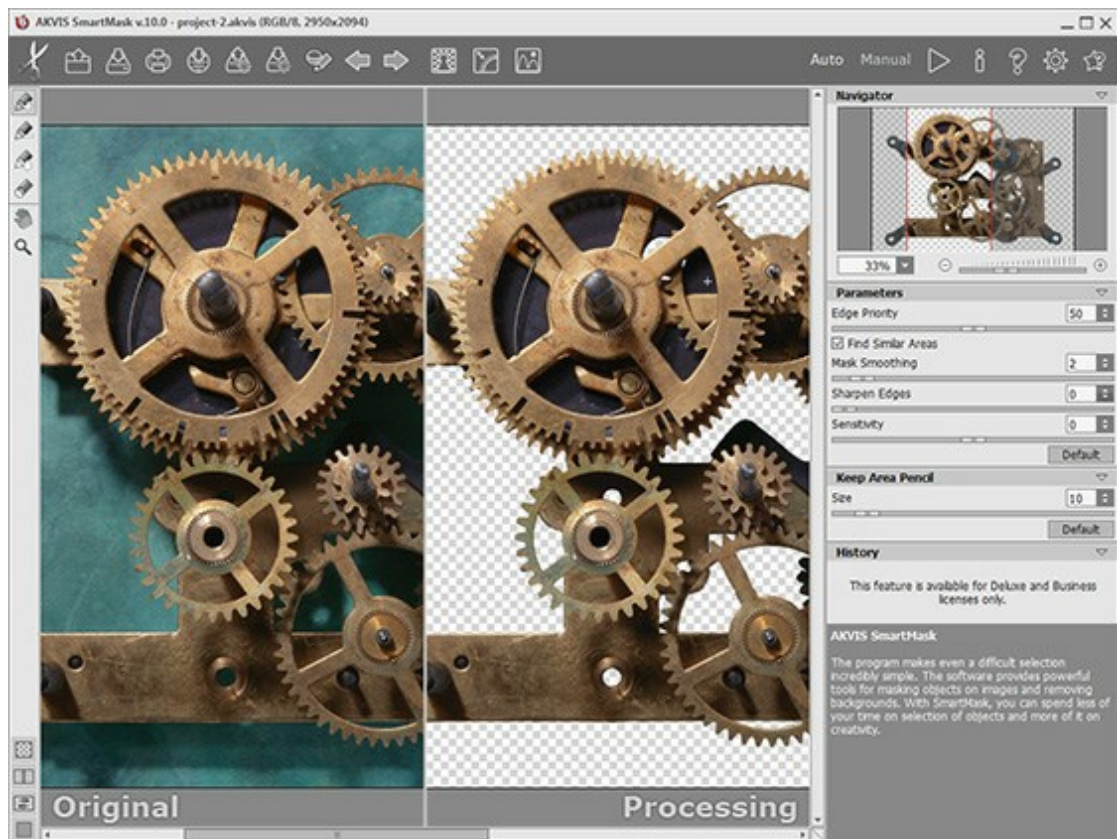 AKVIS SmartMask v.10.0 - project-2.akvis (RGB/8, 2950x2094)
Auto Manual
Navigator
33%
Parameters
Edge Priority 50
Find Similar Areas
Mask Smoothing 2
Sharpen Edges 0
Sensitivity 0
Default
Keep Area Pencil
Size 10
Default
History
This feature is available for Deluxe and Business
licenses only.
AKVIS SmartMask
The program makes even a difficult selection
incredibly simple. The software provides powerful
tools for masking objects on images and removing
backgrounds. With SmartMask, you can spend less of
your time on selection of objects and more of it on
creativity.
Original
Processing